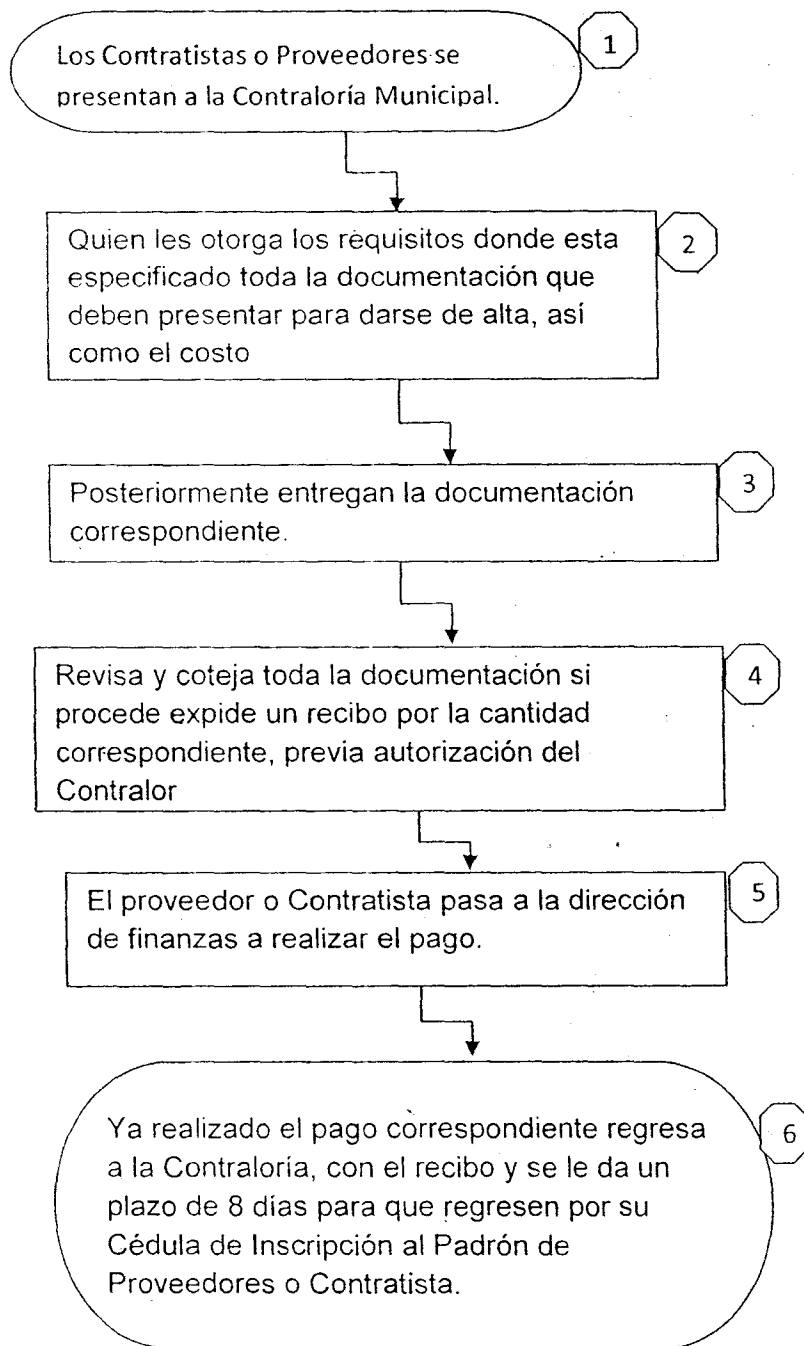 Los Contratistas o Proveedores se
presentan a la Contraloría Municipal.
1
Quien les otorga los requisitos donde esta
especificado toda la documentación que
deben presentar para darse de alta, así
como el costo
2
Posteriormente entregan la documentación
correspondiente.
3
Revisa y coteja toda la documentación si
procede expide un recibo por la cantidad
correspondiente, previa autorización del
Contralor
4
El proveedor o Contratista pasa a la dirección
de finanzas a realizar el pago.
5
Ya realizado el pago correspondiente regresa
a la Contraloría, con el recibo y se le da un
plazo de 8 días para que regresen por su
Cédula de Inscripción al Padrón de
Proveedores o Contratista.
6